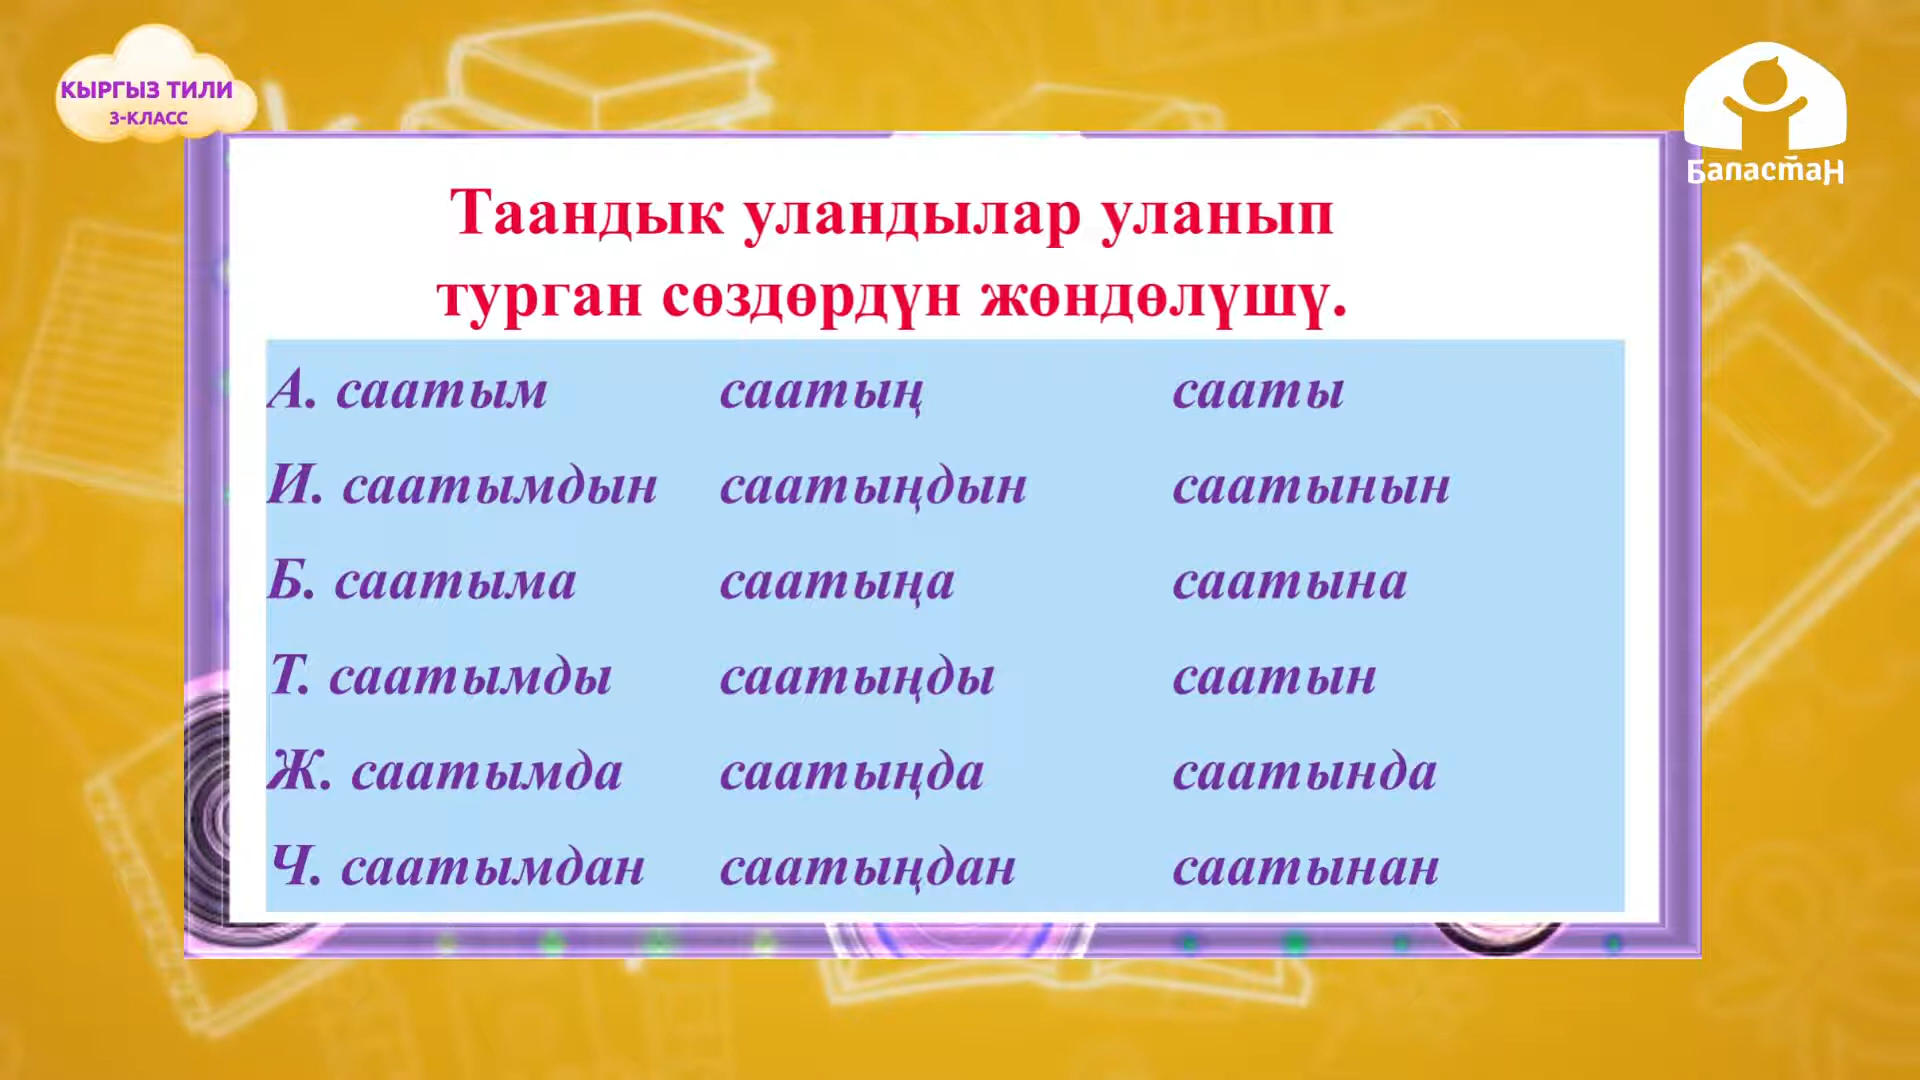 КЫРГЫЗ ТИЛИ
3-КЛАСС
Баластан
Таандык уландылар уланып
турган сөздөрдүн жөндөлүшү.
А. саатым саатың сааты
И. саатымдын саатыңдын саатынын
Б. саатыма саатыңа саатына
Т. саатымды саатыңды саатын
Ж. саатымда саатыңда саатында
Ч. саатымдан саатыңдан саатынан